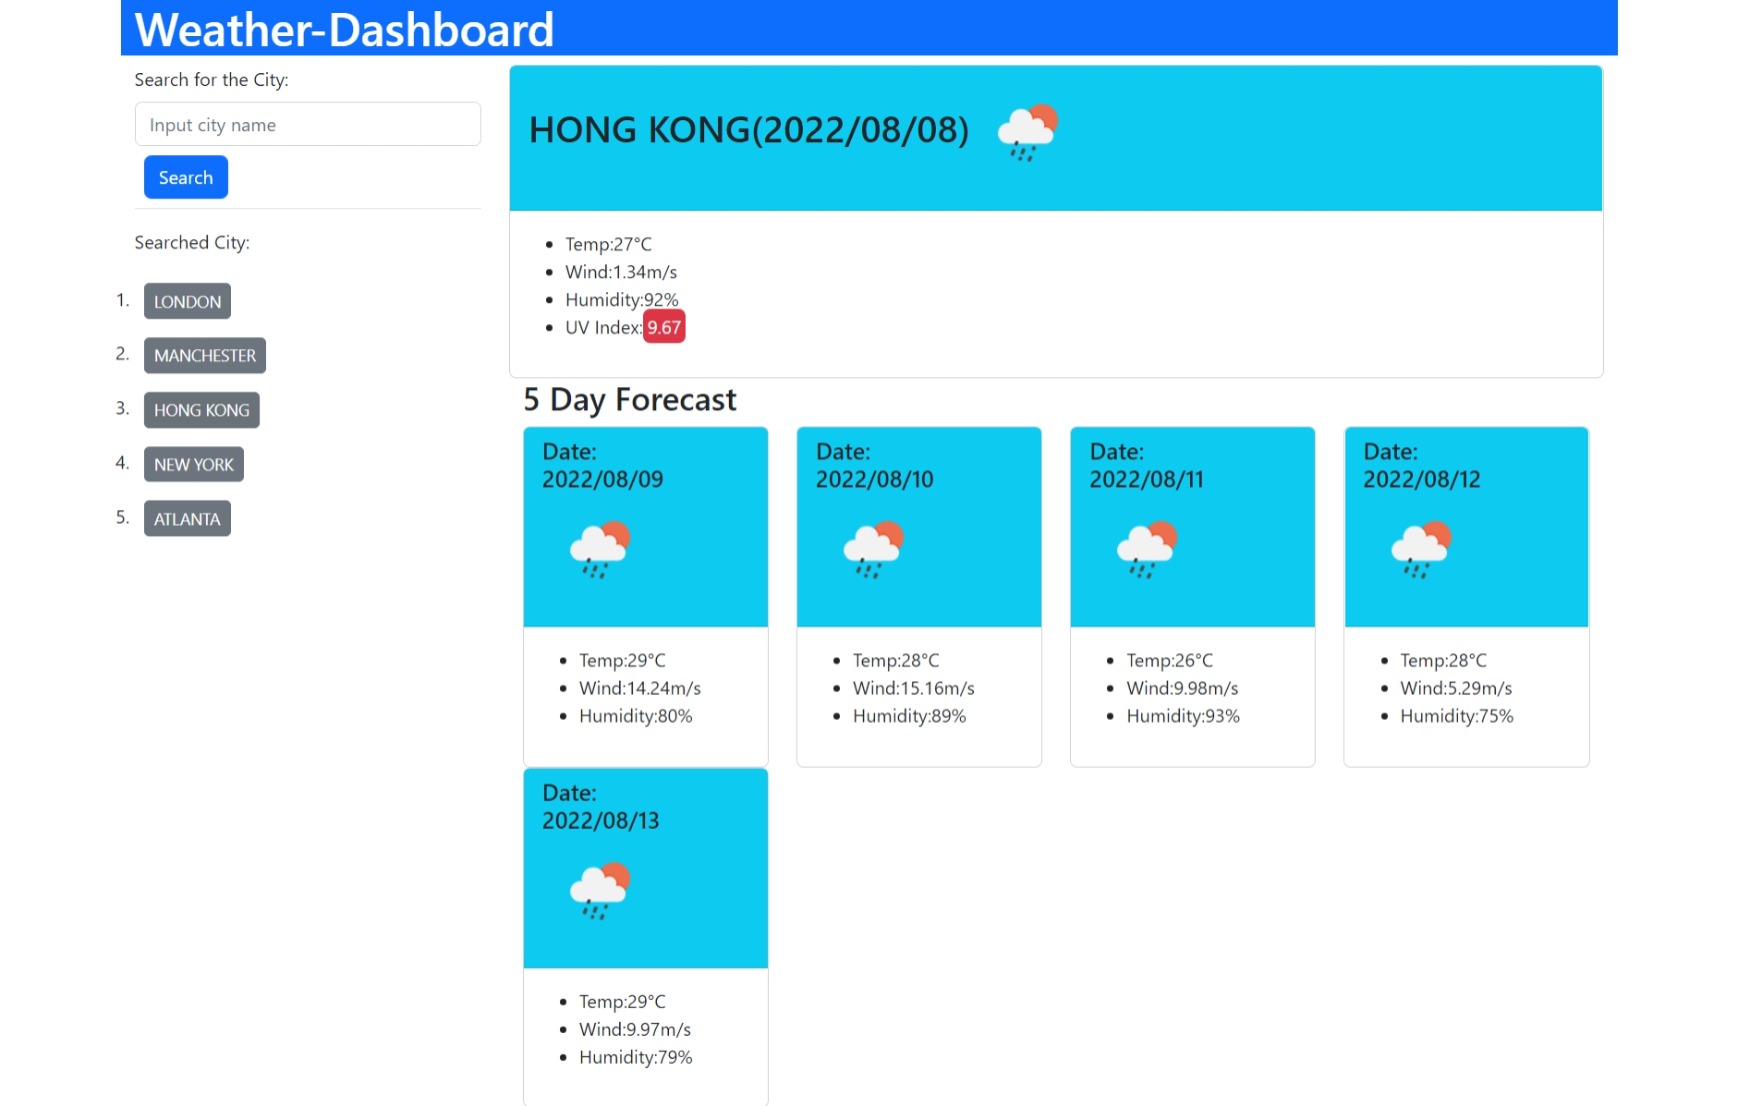 Weather-Dashboard
Search for the City:
Input city name
Search
Searched City:
1. LONDON
2. MANCHESTER
3. HONG KONG
4. NEW YORK
5. ATLANTA
HONG KONG(2022/08/08)
Temp:27°C
Wind:1.34m/s
Humidity:92%
UV Index:9.67
5 Day Forecast
Date:
2022/08/09
Temp:29°C
Wind:14.24m/s
Humidity:80%
Date:
2022/08/10
Temp:28°C
Wind:15.16m/s
Humidity:89%
Date:
2022/08/11
Temp:26°C
Wind:9.98m/s
Humidity:93%
Date:
2022/08/12
Temp:28°C
Wind:5.29m/s
Humidity:75%
Date:
2022/08/13
Temp:29°C
Wind:9.97m/s
Humidity:79%